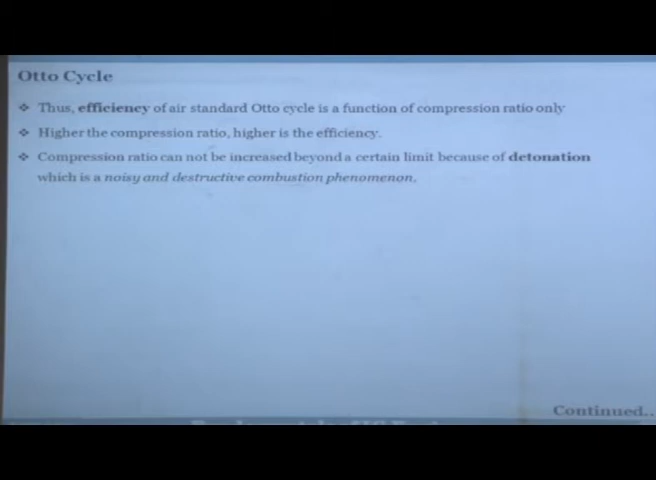 Otto Cycle
❖ Thus, efficiency of air standard Otto cycle is a function of compression ratio only
❖ Higher the compression ratio, higher is the efficiency.
❖ Compression ratio can not be increased beyond a certain limit because of detonation
which is a noisy and destructive combustion phenomenon.
Continued..